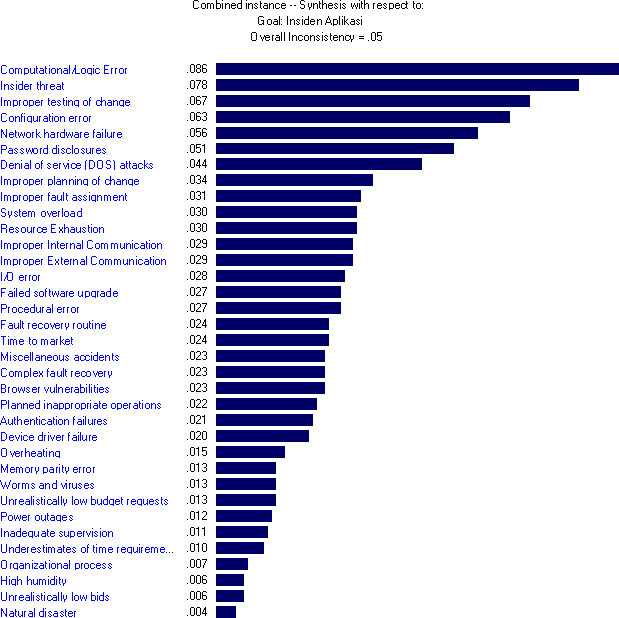 Combined instance -- Synthesis with respect to:
Goal: Insiden Aplikasi
Overall Inconsistency = .05
Computational/Logic Error .086
Insider threat .078
Improper testing of change .067
Configuration error .063
Network hardware failure .056
Password disclosures .051
Denial of service (DOS) attacks .044
Improper planning of change .034
Improper fault assignment .031
System overload .030
Resource Exhaustion .030
Improper Internal Communication .029
Improper External Communication .029
I/O error .028
Failed software upgrade .027
Procedural error .027
Fault recovery routine .024
Time to market .024
Miscellaneous accidents .023
Complex fault recovery .023
Browser vulnerabilities .023
Planned inappropriate operations .022
Authentication failures .021
Device driver failure .020
Overheating .015
Memory parity error .013
Worms and viruses .013
Unrealistically low budget requests .013
Power outages .012
Inadequate supervision .011
Underestimates of time requireme... .010
Organizational process .007
High humidity .006
Unrealistically low bids .006
Natural disaster .004